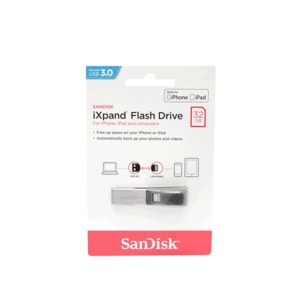 USB 3.0
Made for
iPhone iPad
SANDISK
iXpand Flash Drive
For iPhone, iPad and computers
32
GB
• Free up space on your iPhone or iPad
• Automatically back up your photos and videos
SanDisk